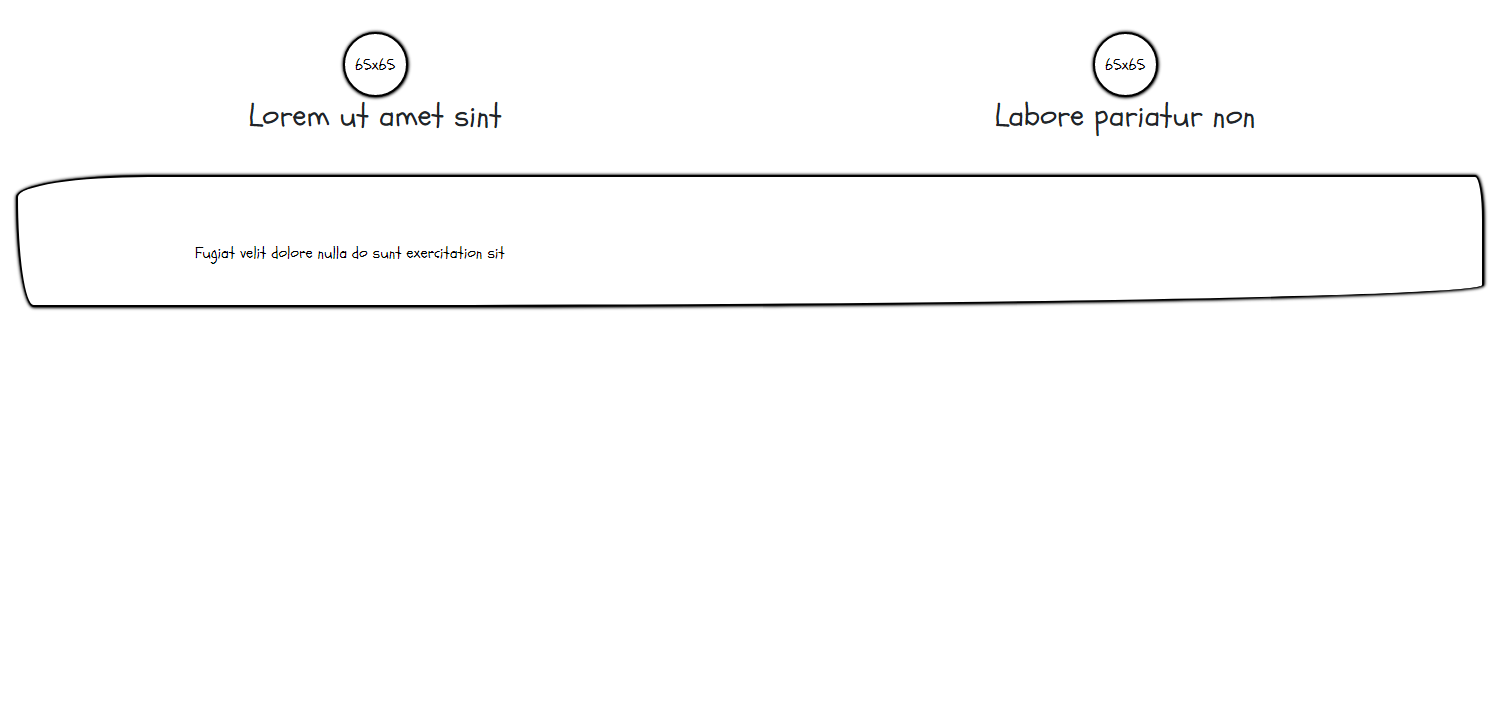 65x65
65x65
Lorem ut amet sint
Labore pariatur non
Fugiat velit dolore nulla do sunt exercitation sit